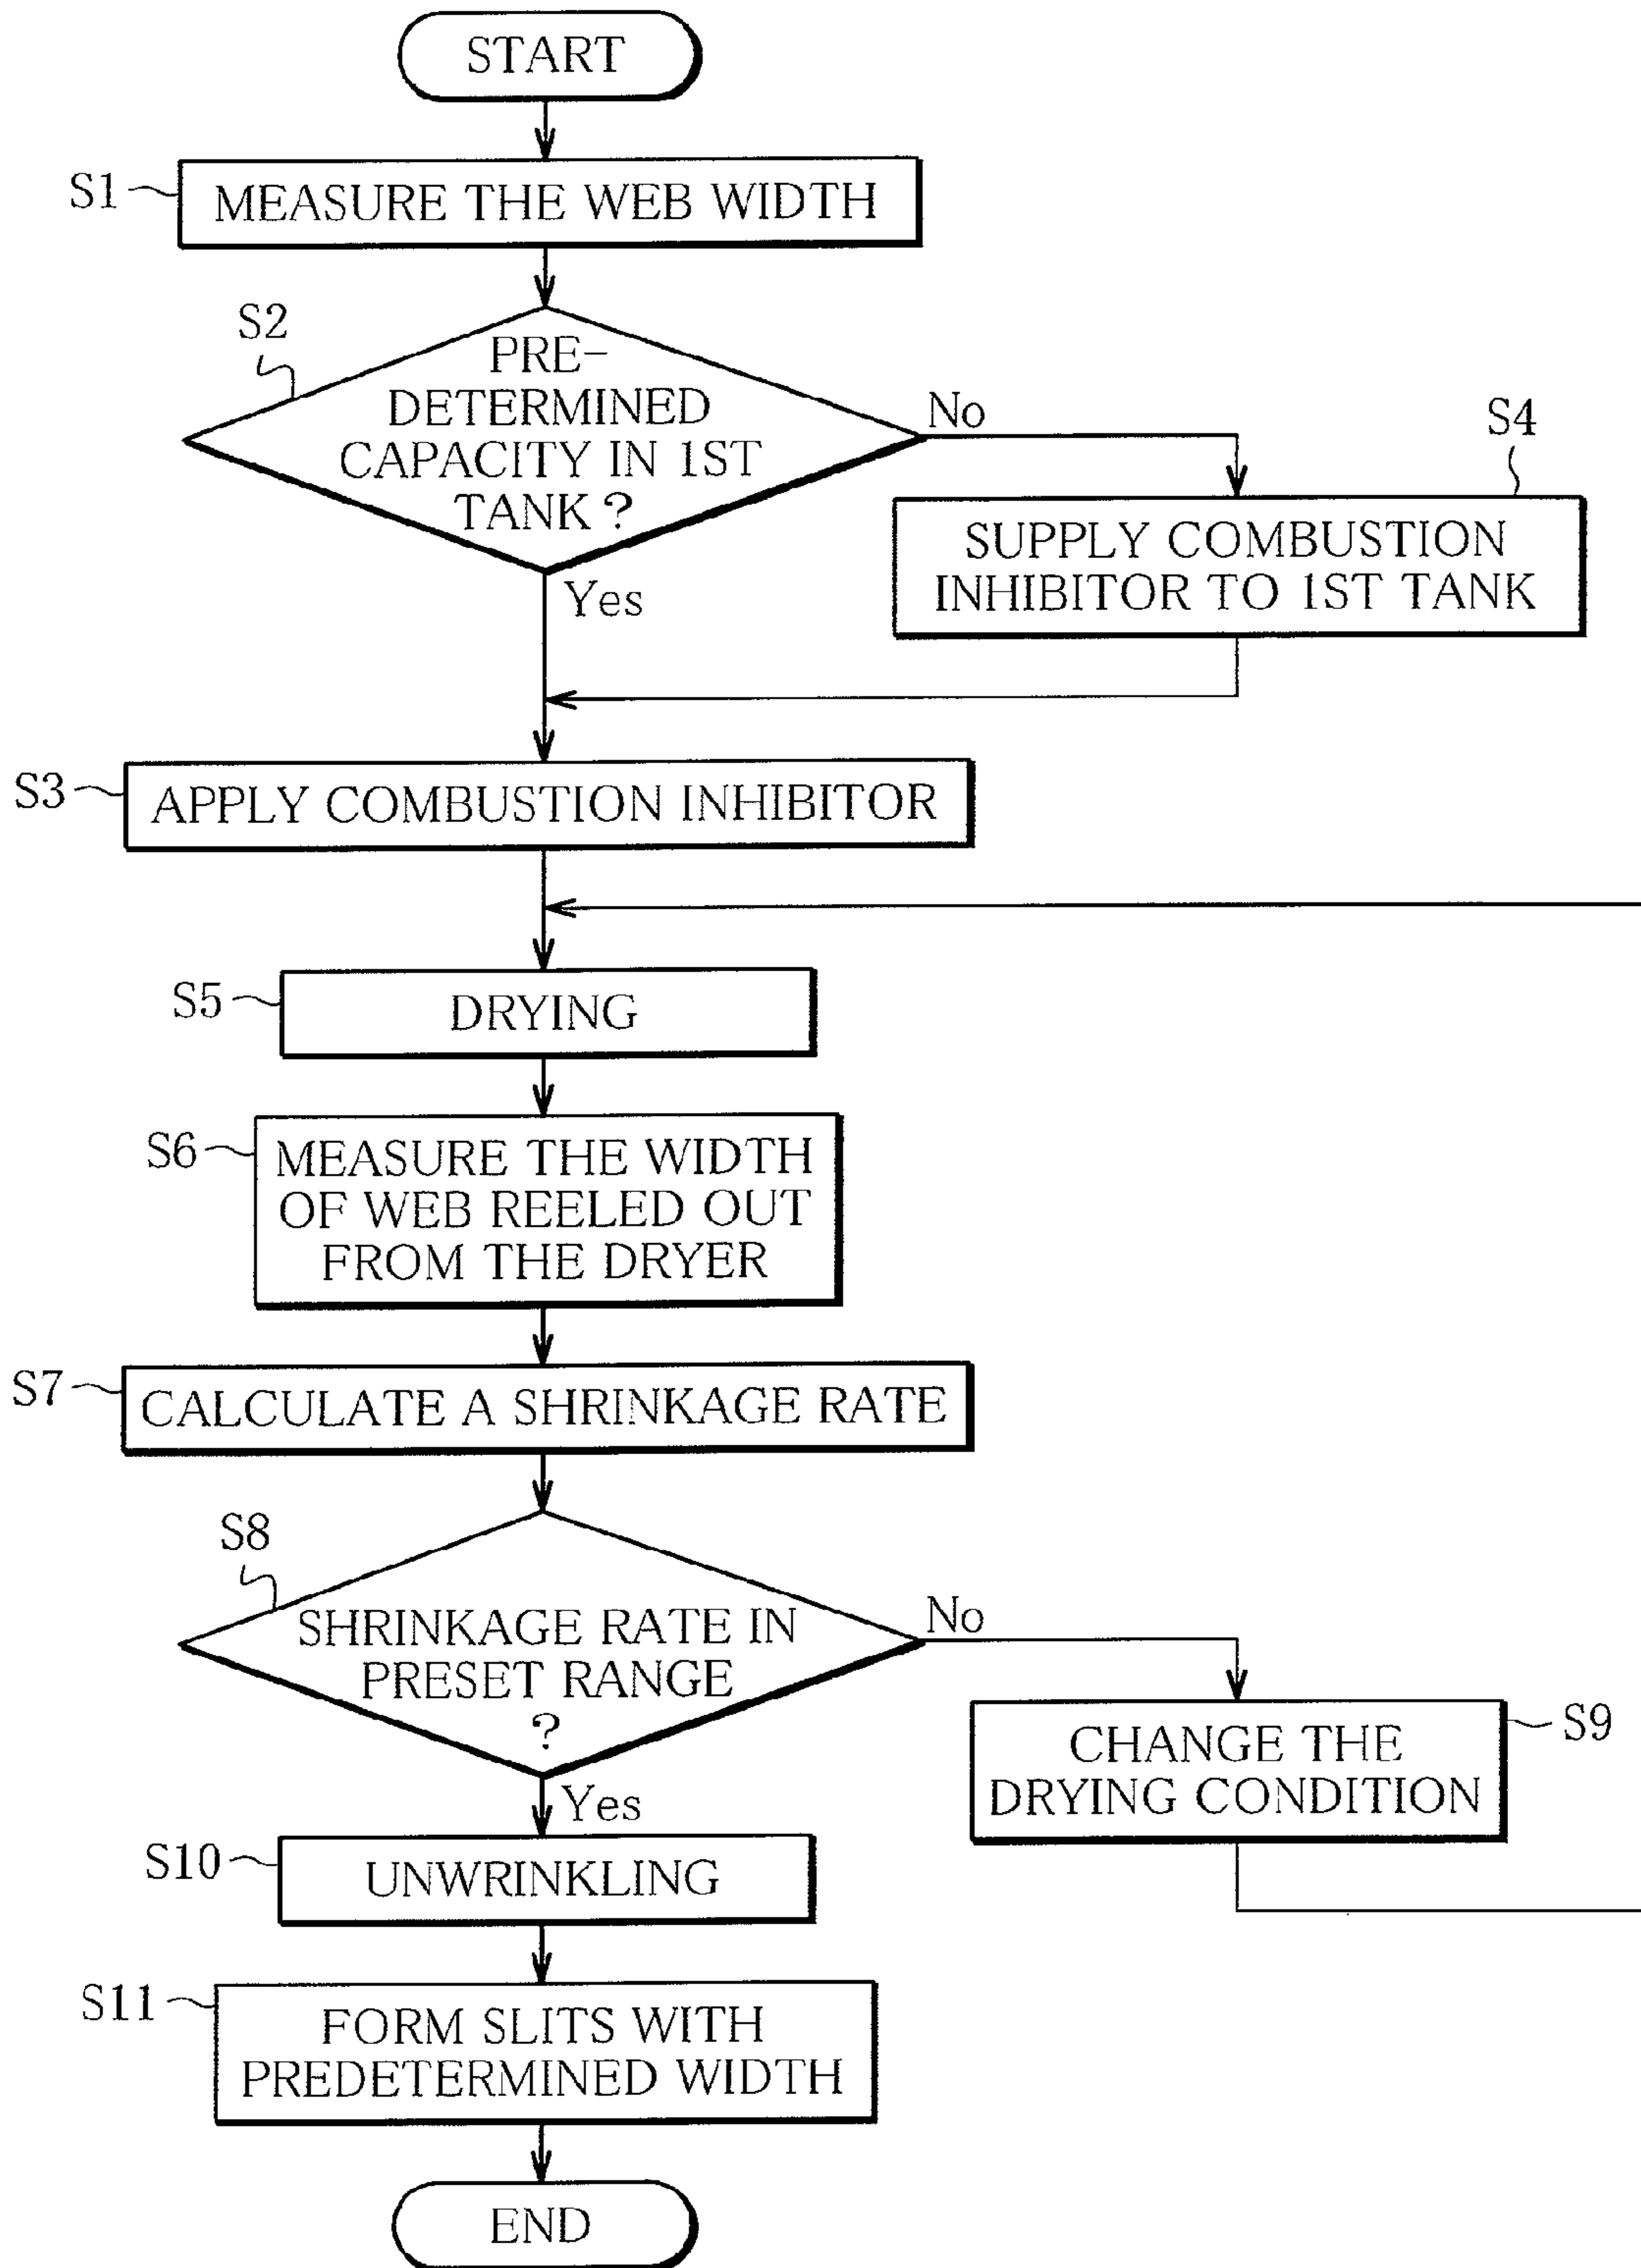 START
S1
MEASURE THE WEB WIDTH
S2
PRE-
DETERMINED
CAPACITY IN 1ST
TANK ?
No
Yes
S4
SUPPLY COMBUSTION
INHIBITOR TO 1ST TANK
S3
APPLY COMBUSTION INHIBITOR
S5
DRYING
S6
MEASURE THE WIDTH
OF WEB REELED OUT
FROM THE DRYER
S7
CALCULATE A SHRINKAGE RATE
S8
SHRINKAGE RATE IN
PRESET RANGE
?
No
Yes
S9
CHANGE THE
DRYING CONDITION
S10
UNWRINKLING
S11
FORM SLITS WITH
PREDETERMINED WIDTH
END